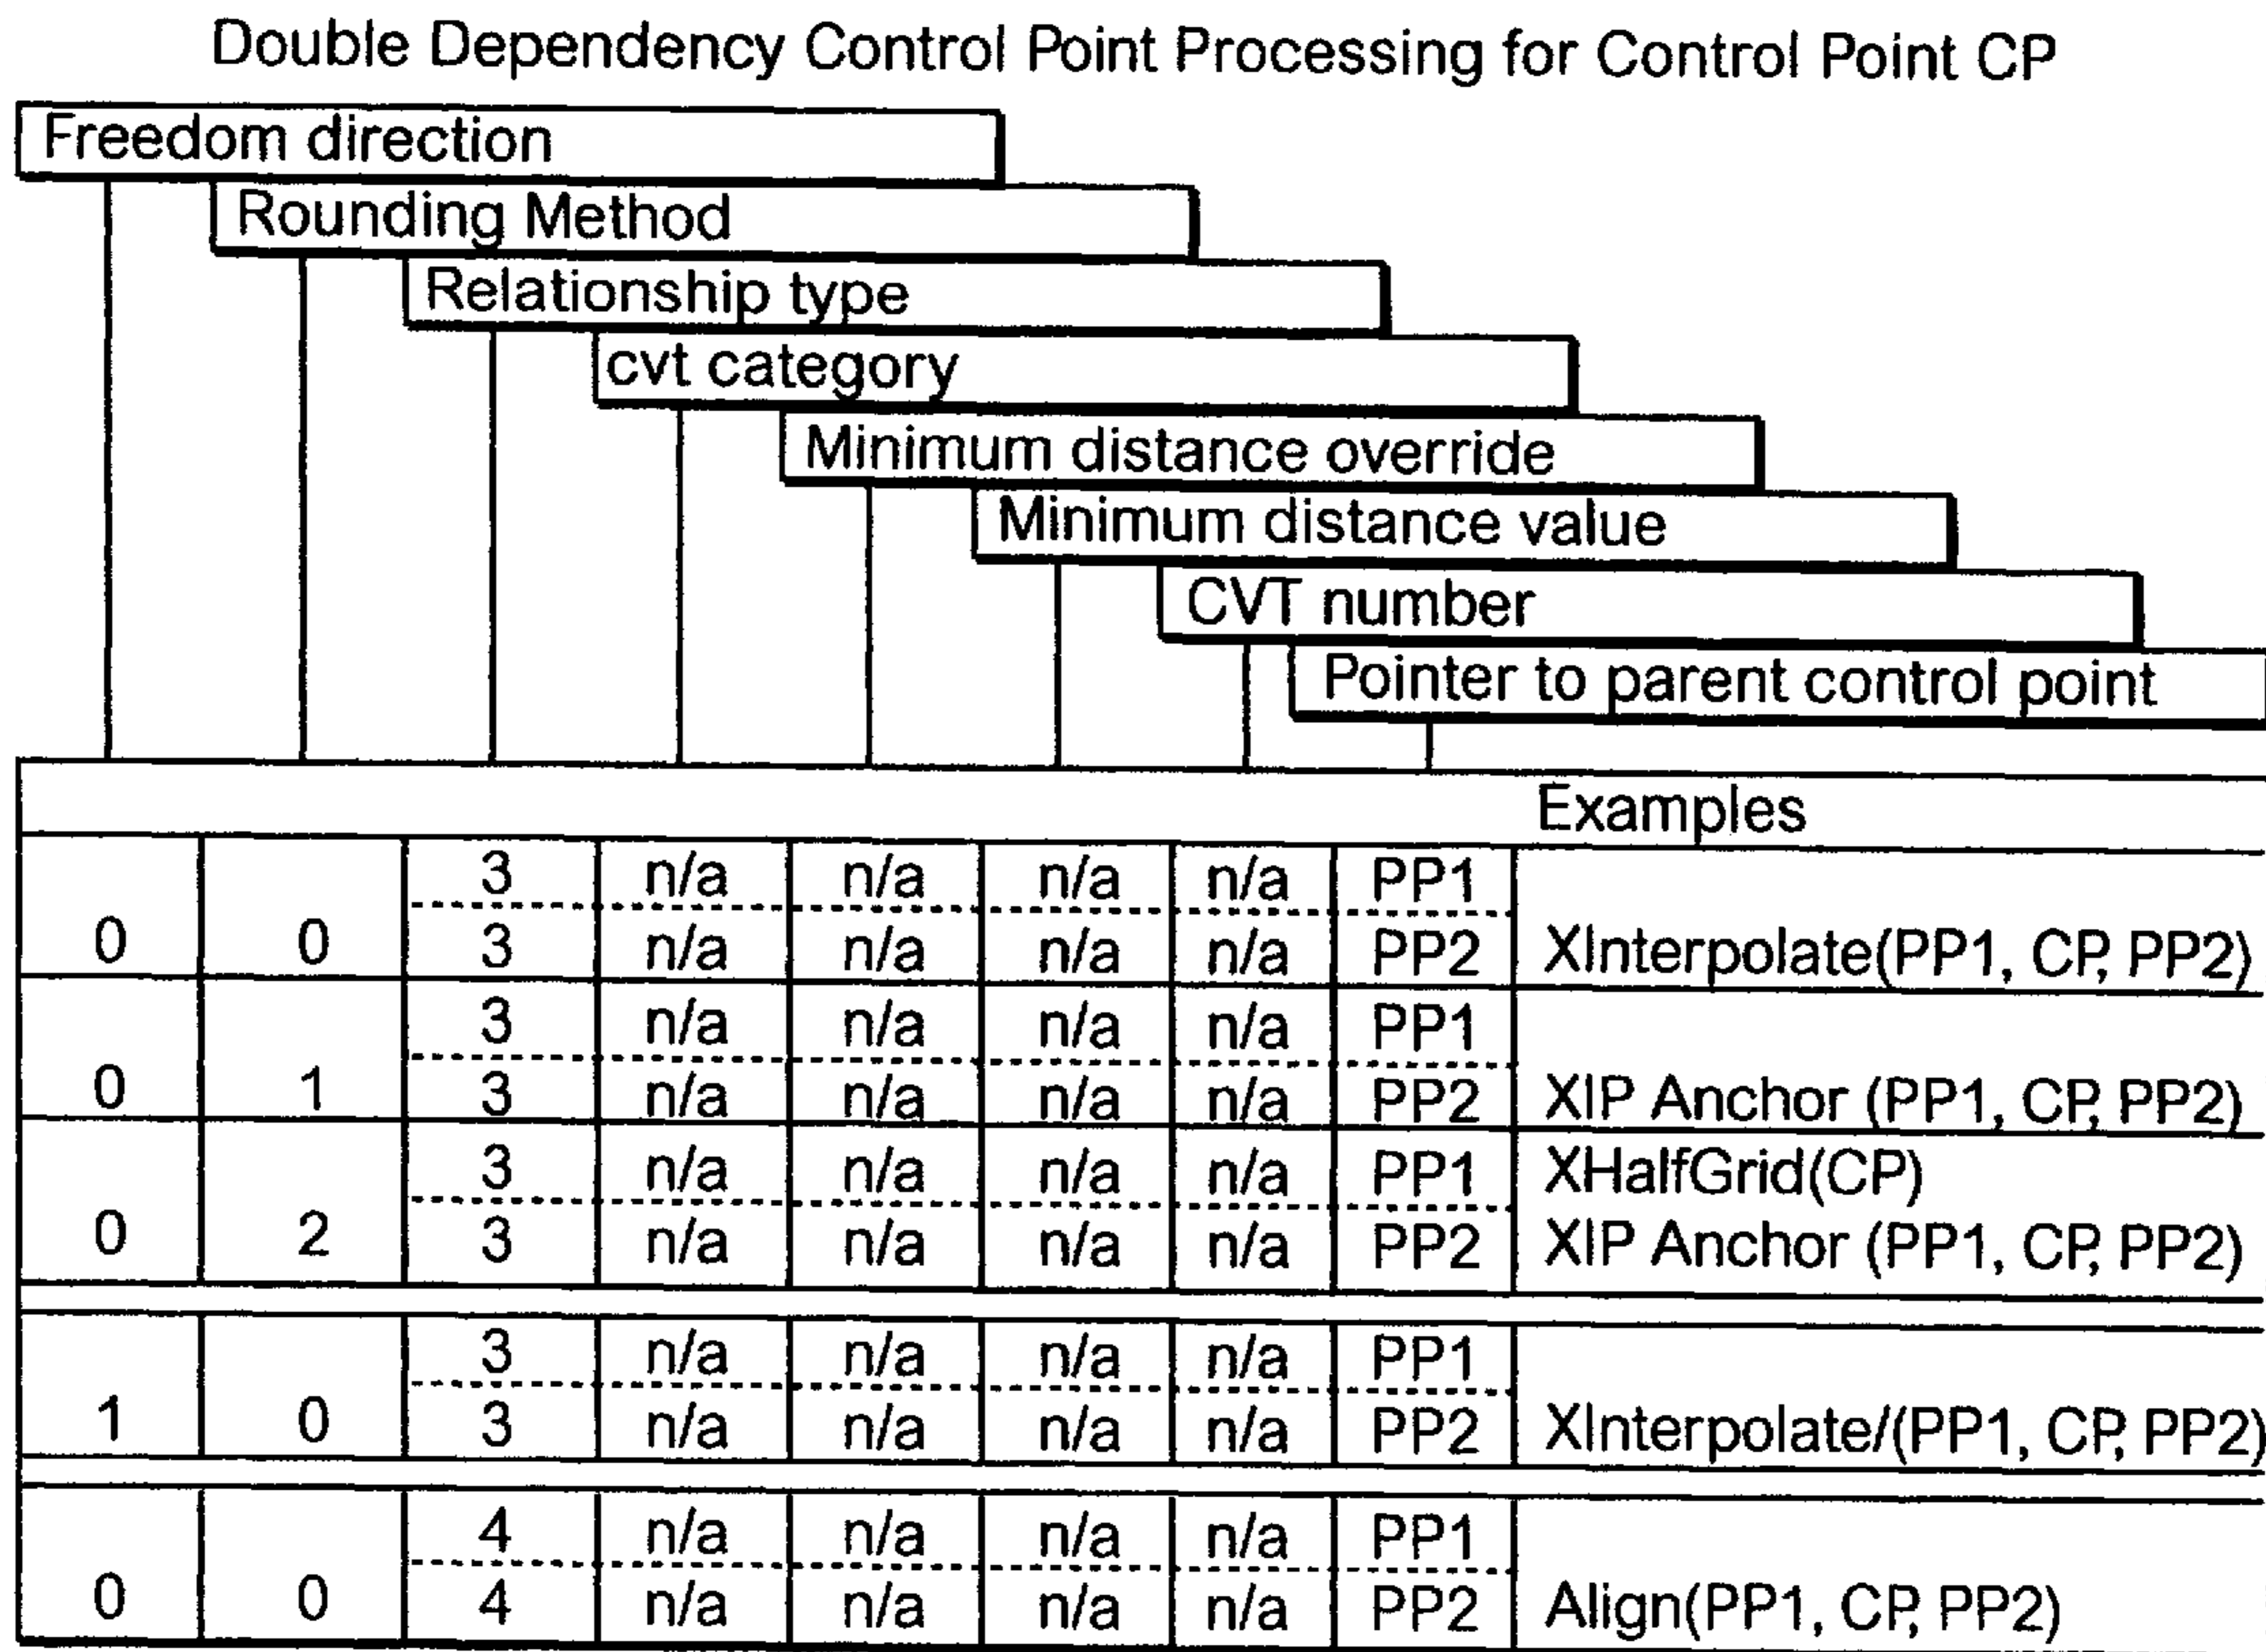 Double Dependency Control Point Processing for Control Point CP
Freedom direction
Rounding Method
Relationship type
cvt category
Minimum distance override
Minimum distance value
CVT number
Pointer to parent control point
Examples
3 n/a n/a n/a n/a PP1
0 0 3 n/a n/a n/a n/a PP2 XInterpolate(PP1, CP, PP2)
3 n/a n/a n/a n/a PP1
0 1 3 n/a n/a n/a n/a PP2 XIP Anchor (PP1, CP, PP2)
3 n/a n/a n/a n/a PP1 XHalfGrid(CP)
0 2 3 n/a n/a n/a n/a PP2 XIP Anchor (PP1, CP, PP2)
3 n/a n/a n/a n/a PP1
1 0 3 n/a n/a n/a n/a PP2 XInterpolate/(PP1, CP, PP2)
4 n/a n/a n/a n/a PP1
0 0 4 n/a n/a n/a n/a PP2 Align(PP1, CP, PP2)